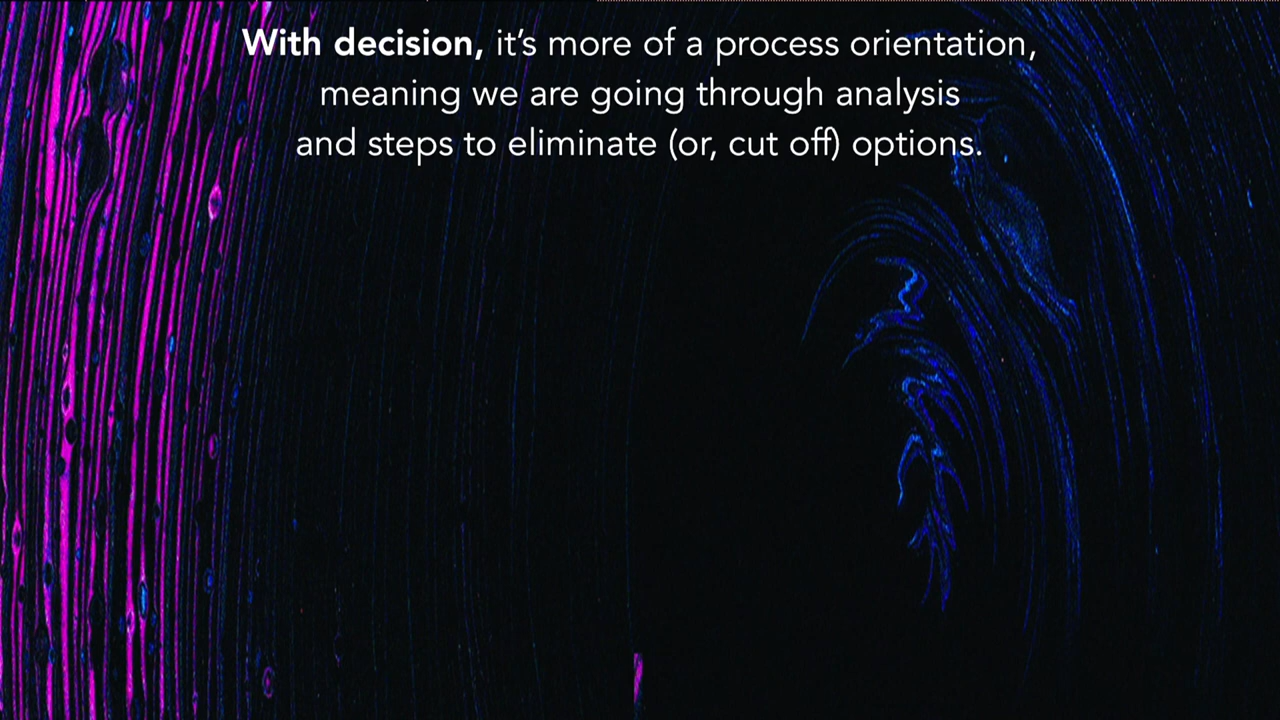 With decision, it’s more of a process orientation,
meaning we are going through analysis
and steps to eliminate (or, cut off) options.